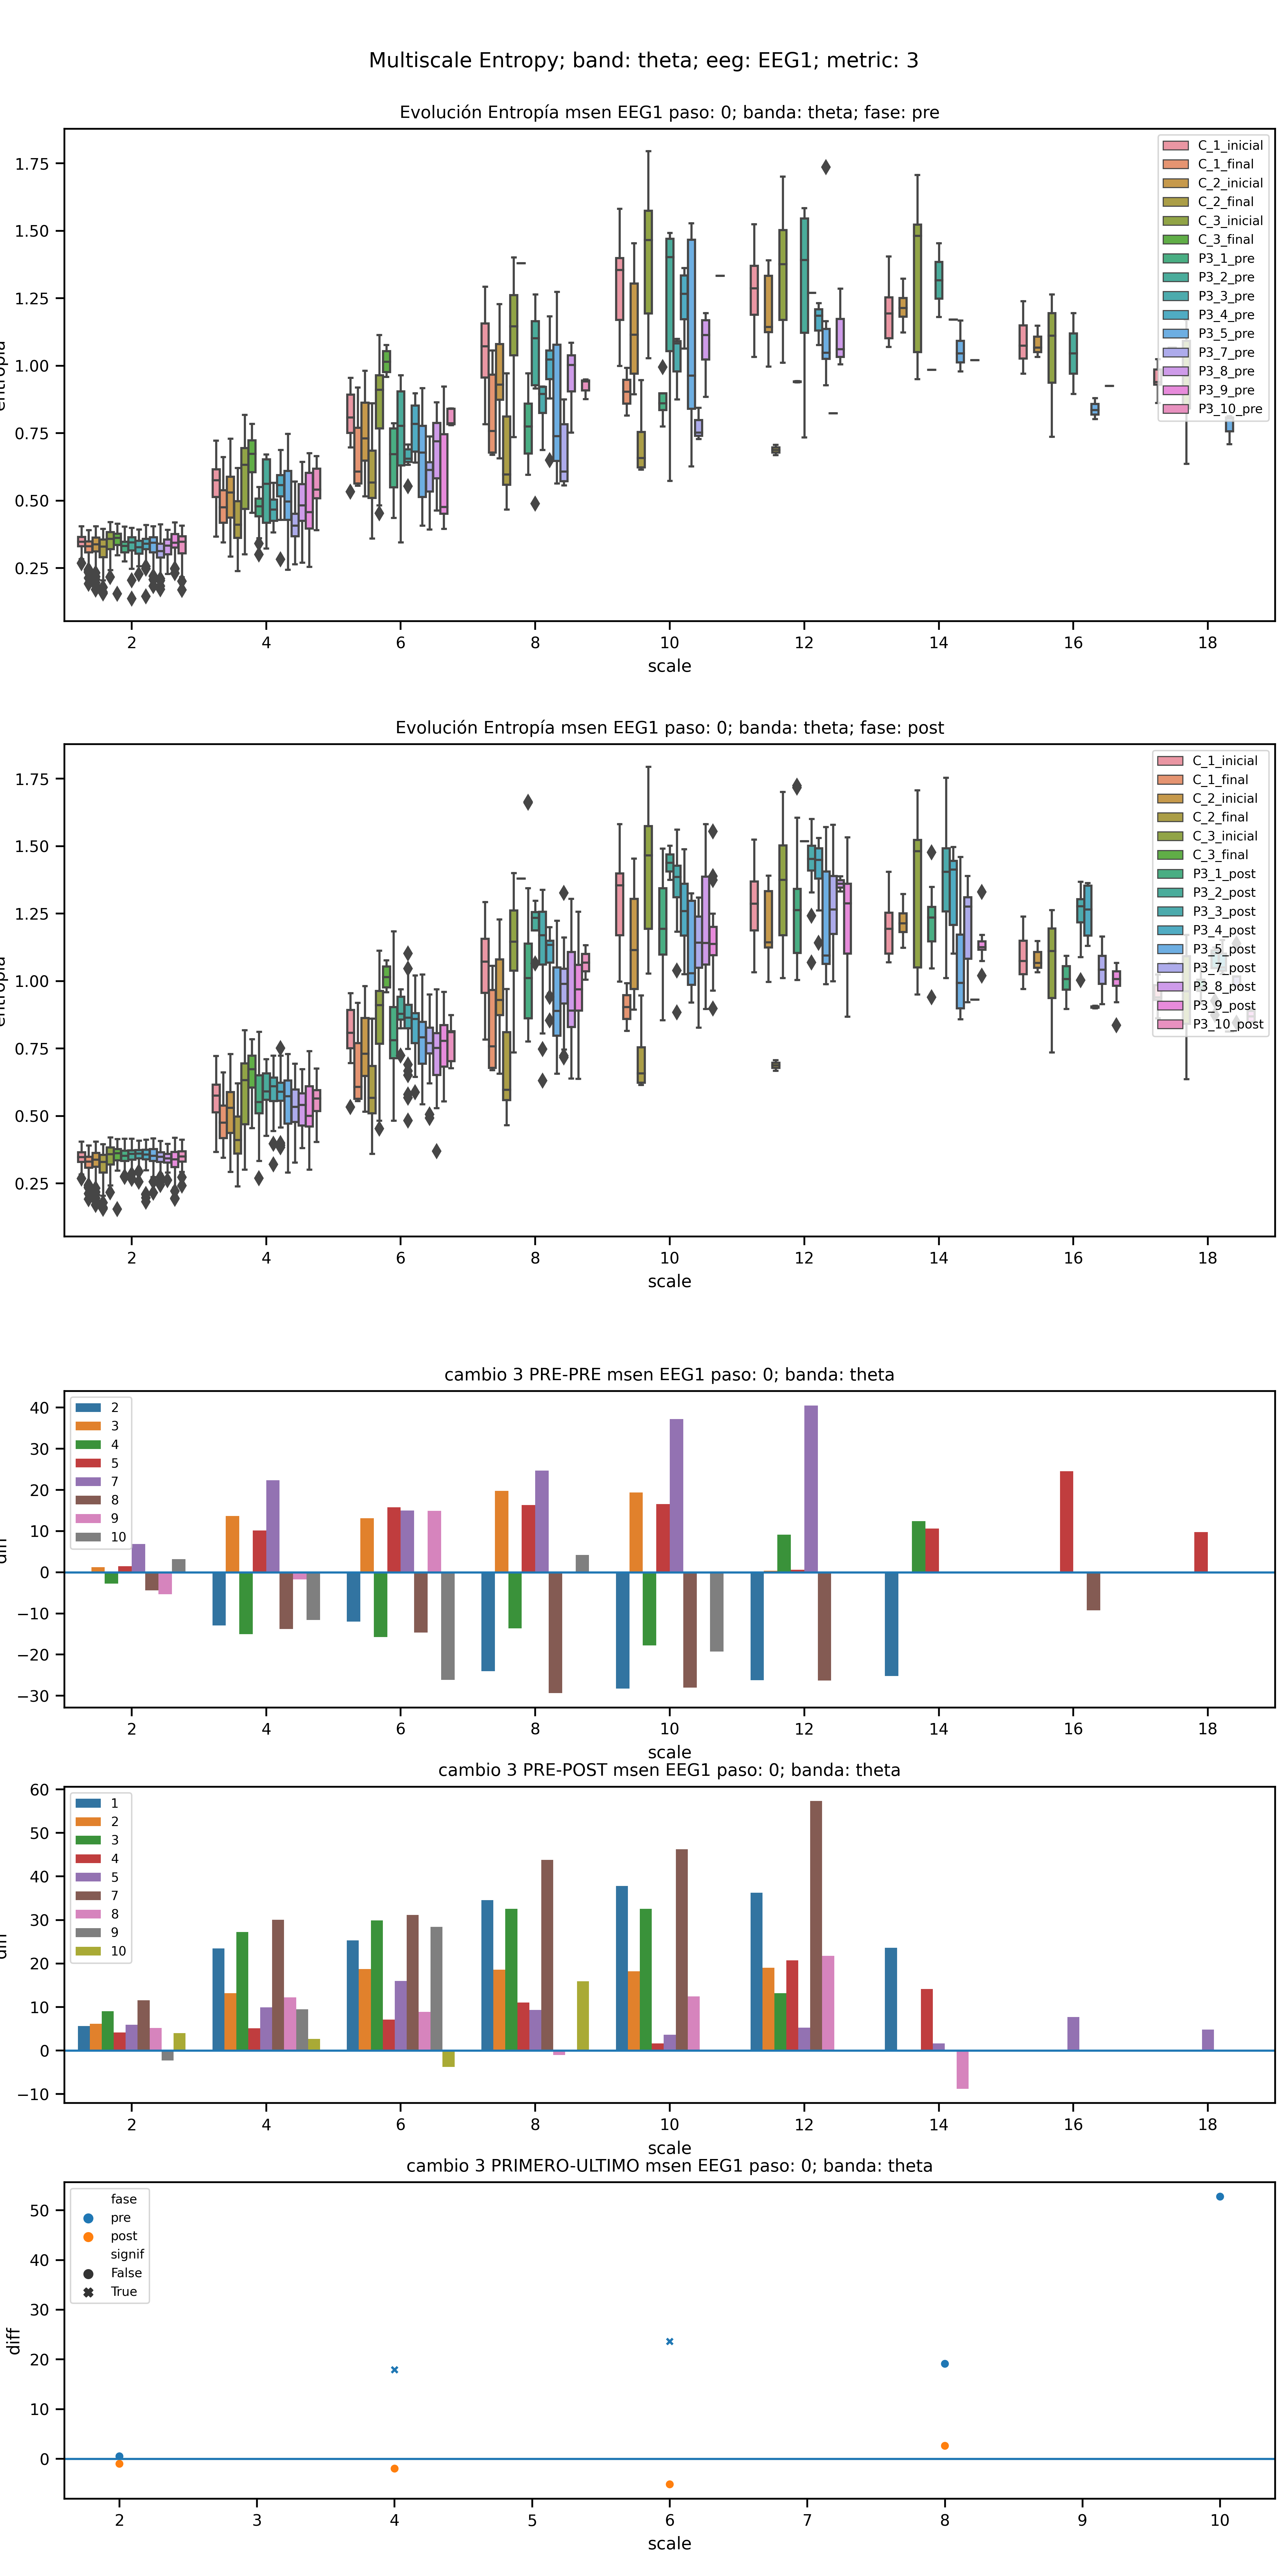 Multiscale Entropy; band: theta; eeg: EEG1; metric: 3
Evolución Entropía msen EEG1 paso: 0; banda: theta; fase: pre
1.75
1.50
1.25
1.00
0.75
0.50
0.25
C_1_inicial
C_1_final
C_2_inicial
C_2_final
C_3_inicial
C_3_final
P3_1_pre
P3_2_pre
P3_3_pre
P3_4_pre
P3_5_pre
P3_7_pre
P3_8_pre
P3_9_pre
P3_10_pre
2 4 6 8 10 12 14 16 18
scale
Evolución Entropía msen EEG1 paso: 0; banda: theta; fase: post
1.75
1.50
1.25
1.00
0.75
0.50
0.25
C_1_inicial
C_1_final
C_2_inicial
C_2_final
C_3_inicial
C_3_final
P3_1_post
P3_2_post
P3_3_post
P3_4_post
P3_5_post
P3_7_post
P3_8_post
P3_9_post
P3_10_post
2 4 6 8 10 12 14 16 18
scale
cambio 3 PRE-PRE msen EEG1 paso: 0; banda: theta
40
30
20
10
0
−10
−20
−30
2
3
4
5
7
8
9
10
2 4 6 8 10 12 14 16 18
scale
cambio 3 PRE-POST msen EEG1 paso: 0; banda: theta
60
50
40
30
20
10
0
−10
1
2
3
4
5
7
8
9
10
2 4 6 8 10 12 14 16 18
scale
cambio 3 PRIMERO-ULTIMO msen EEG1 paso: 0; banda: theta
diff
50
40
30
20
10
0
fase
pre
post
signif
False
True
2 3 4 5 6 7 8 9 10
scale